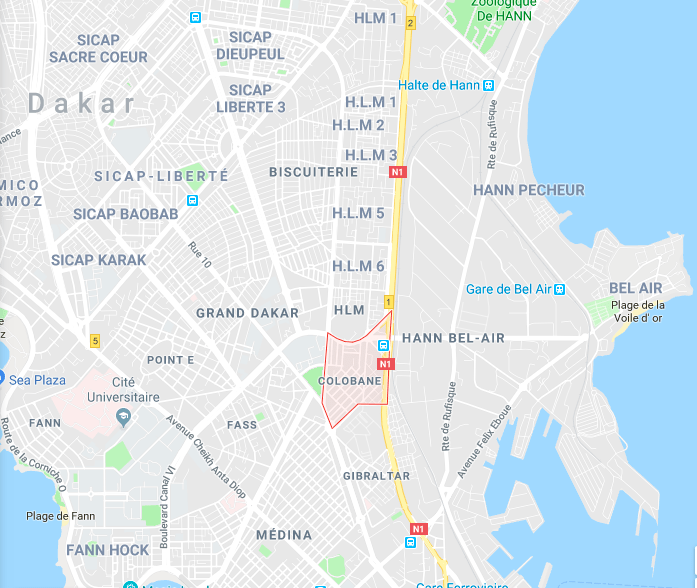 HLM 1
2
Zoologique
De HANN
SICAP
SACRE COEUR
SICAP
DIEUPEUL
Halte de Hann
SICAP
LIBERTE 3
Dakar
H.L.M 1
H.L.M 2
H.L.M 3
Rte de Rufisque
BISCUITERIE
N1
SICAP-LIBERTÉ
MICO
RMOZ
HANN PECHEUR
SICAP BAOBAB
H.L.M 5
Rue 10
SICAP KARAK
H.L.M 6
Gare de Bel Air
BEL AIR
1
Plage de la
Voile d' or
GRAND DAKAR
HLM
5
HANN BEL-AIR
POINT E
N1
Sea Plaza
COLOBANE
Cité
Universitaire
Rte de Rufisque
Avenue Felix Eboue
FANN
Avenue Cheikh Anta Diop
FASS
Route de la Corniche O
Boulevard Canal VI
GIBRALTAR
Plage de Fann
N1
MÉDINA
FANN HOCK